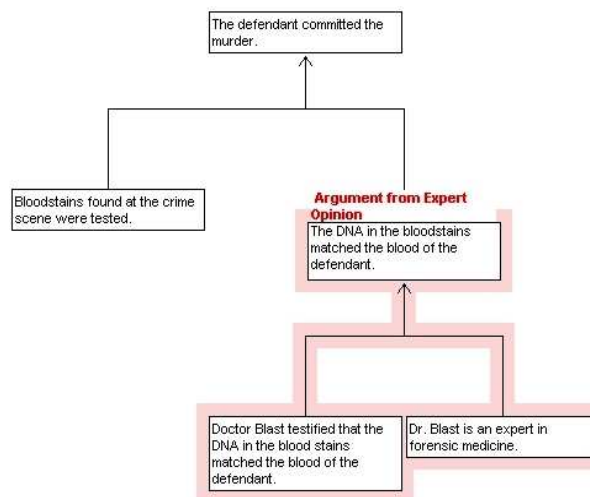 The defendant committed the
murder.
Bloodstains found at the crime
scene were tested.
Argument from Expert
Opinion
The DNA in the bloodstains
matched the blood of the
defendant.
Doctor Blast testified that the
DNA in the blood stains
matched the blood of the
defendant.
Dr. Blast is an expert in
forensic medicine.